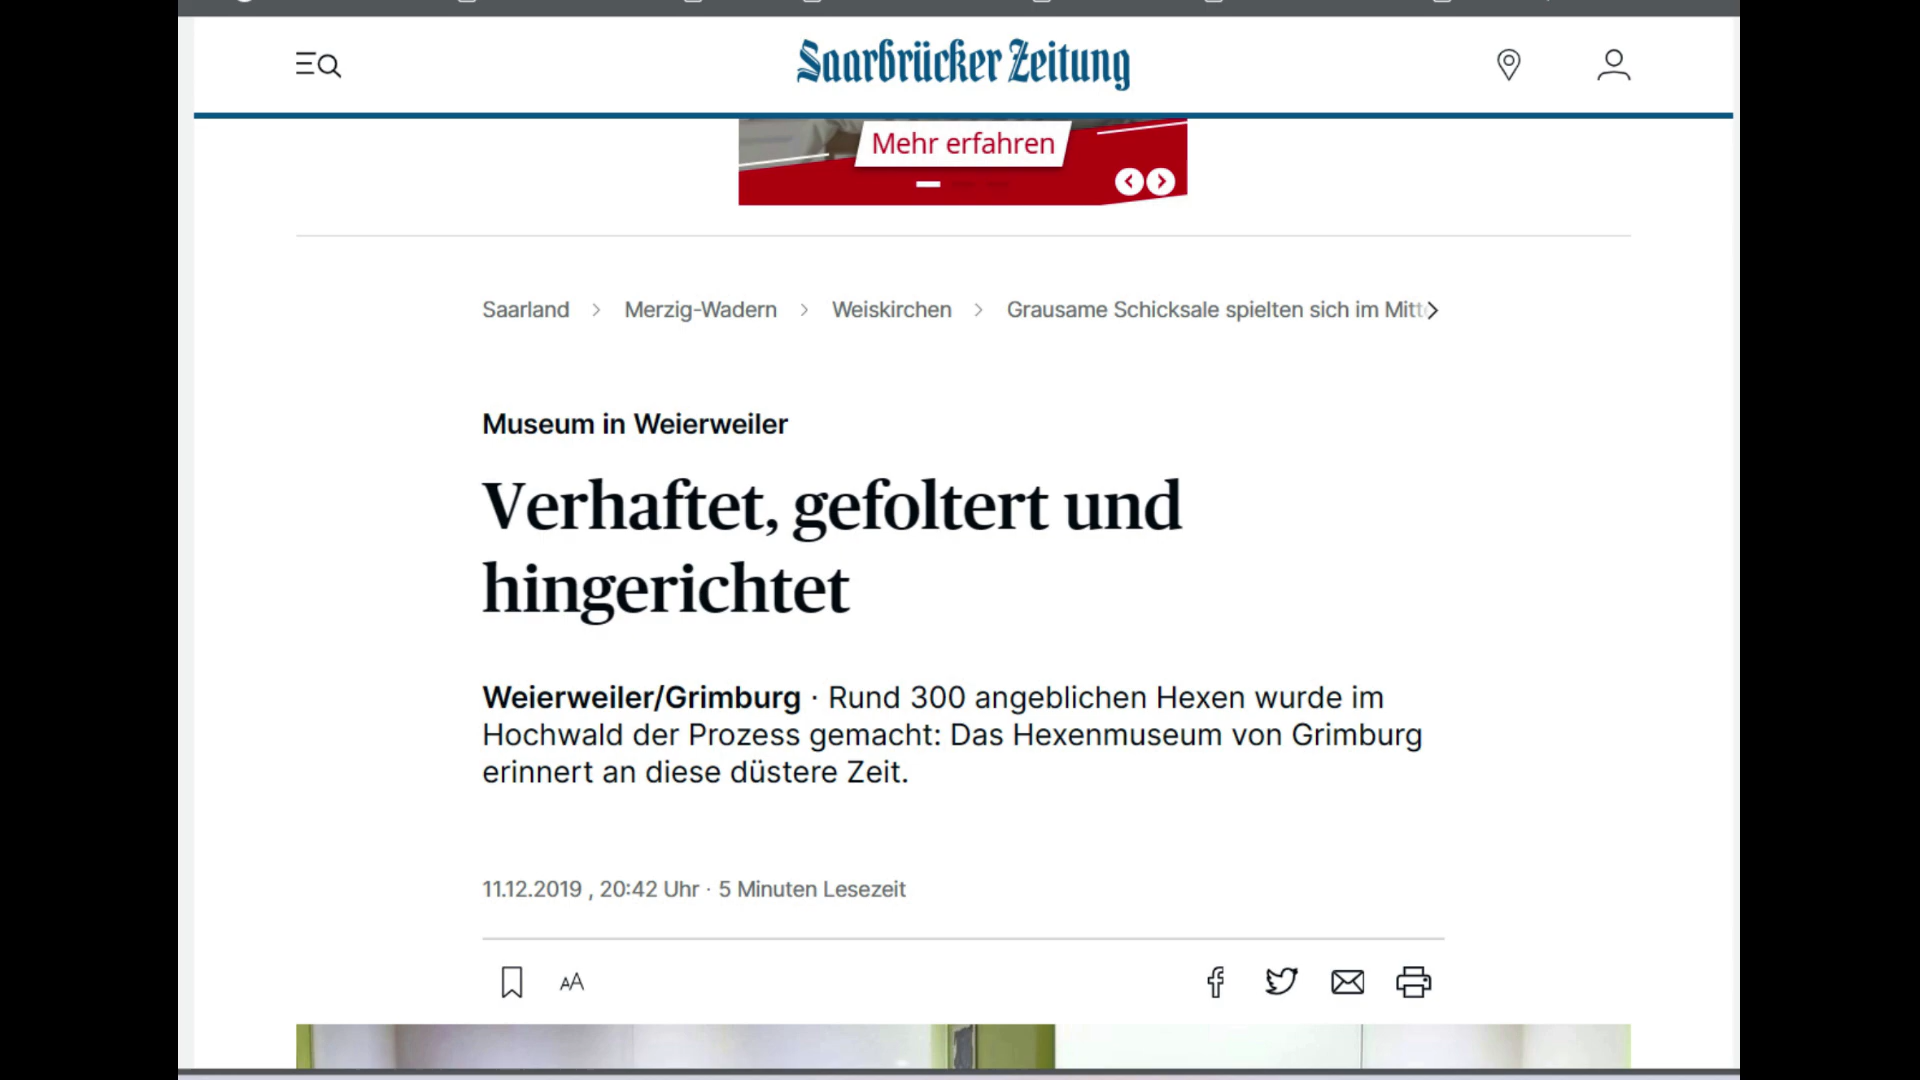 Saarbrücker Zeitung
Mehr erfahren
Saarland > Merzig-Wadern > Weiskirchen > Grausame Schicksale spielten sich im Mitt
Museum in Weierweiler
Verhaftet, gefoltert und
hingerichtet
Weierweiler/Grimburg · Rund 300 angeblichen Hexen wurde im
Hochwald der Prozess gemacht: Das Hexenmuseum von Grimburg
erinnert an diese düstere Zeit.
11.12.2019 , 20:42 Uhr · 5 Minuten Lesezeit
AA